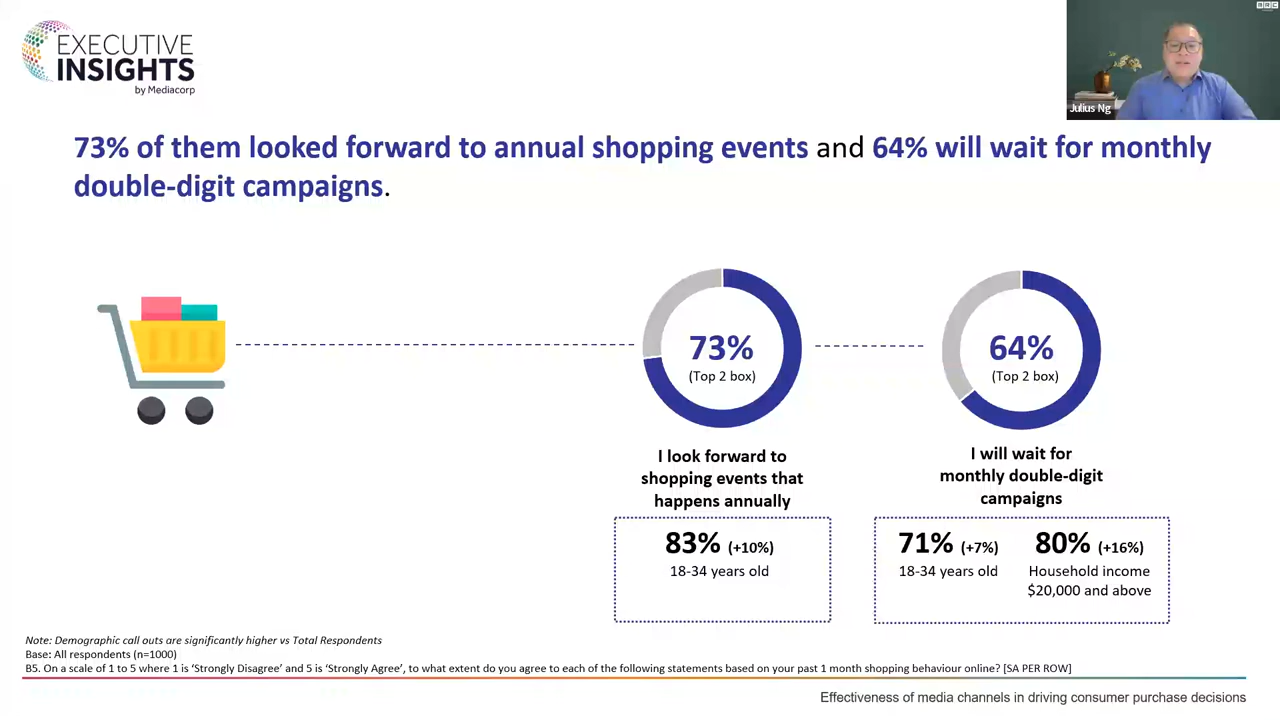 EXECUTIVE
INSIGHTS
by Mediacorp
BBC
Julius Ng
73% of them looked forward to annual shopping events and 64% will wait for monthly
double-digit campaigns.
73%
(Top 2 box)
64%
(Top 2 box)
I look forward to
shopping events that
happens annually
I will wait for
monthly double-digit
campaigns
83% (+10%)
18-34 years old
71% (+7%)
18-34 years old
80% (+16%)
Household income
$20,000 and above
Note: Demographic call outs are significantly higher vs Total Respondents
Base: All respondents (n=1000)
B5. On a scale of 1 to 5 where 1 is ‘Strongly Disagree’ and 5 is ‘Strongly Agree’, to what extent do you agree to each of the following statements based on your past 1 month shopping behaviour online? [SA PER ROW]
Effectiveness of media channels in driving consumer purchase decisions